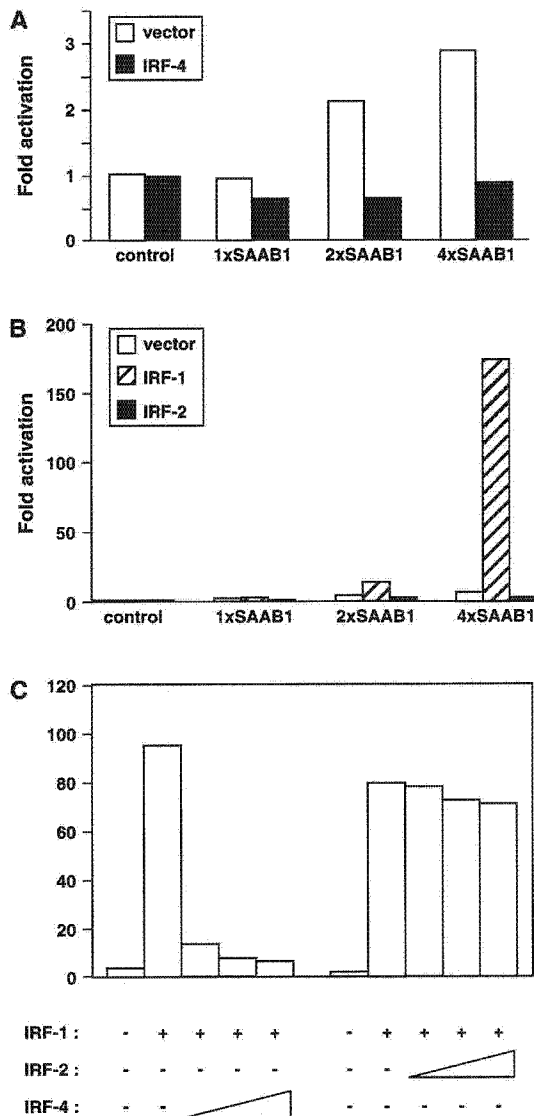 A
Fold activation
3
2
1
0
vector
IRF-4
control 1xSAAB1 2xSAAB1 4xSAAB1
B
Fold activation
200
150
100
50
0
vector
IRF-1
IRF-2
control 1xSAAB1 2xSAAB1 4xSAAB1
C
120
100
80
60
40
20
0
IRF-1 : - + + + + - + + + +
IRF-2 : - - - - - - -
IRF-4 : - - - - - - -